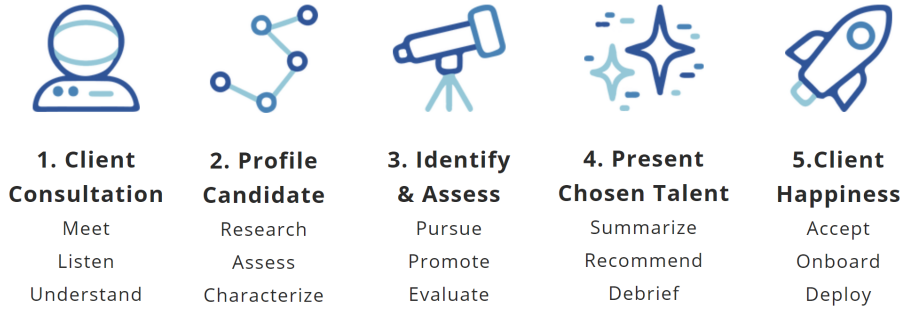 1. Client
Consultation
Meet
Listen
Understand
2. Profile
Candidate
Research
Assess
Characterize
3. Identify
& Assess
Pursue
Promote
Evaluate
4. Present
Chosen Talent
Summarize
Recommend
Debrief
5.Client
Happiness
Accept
Onboard
Deploy